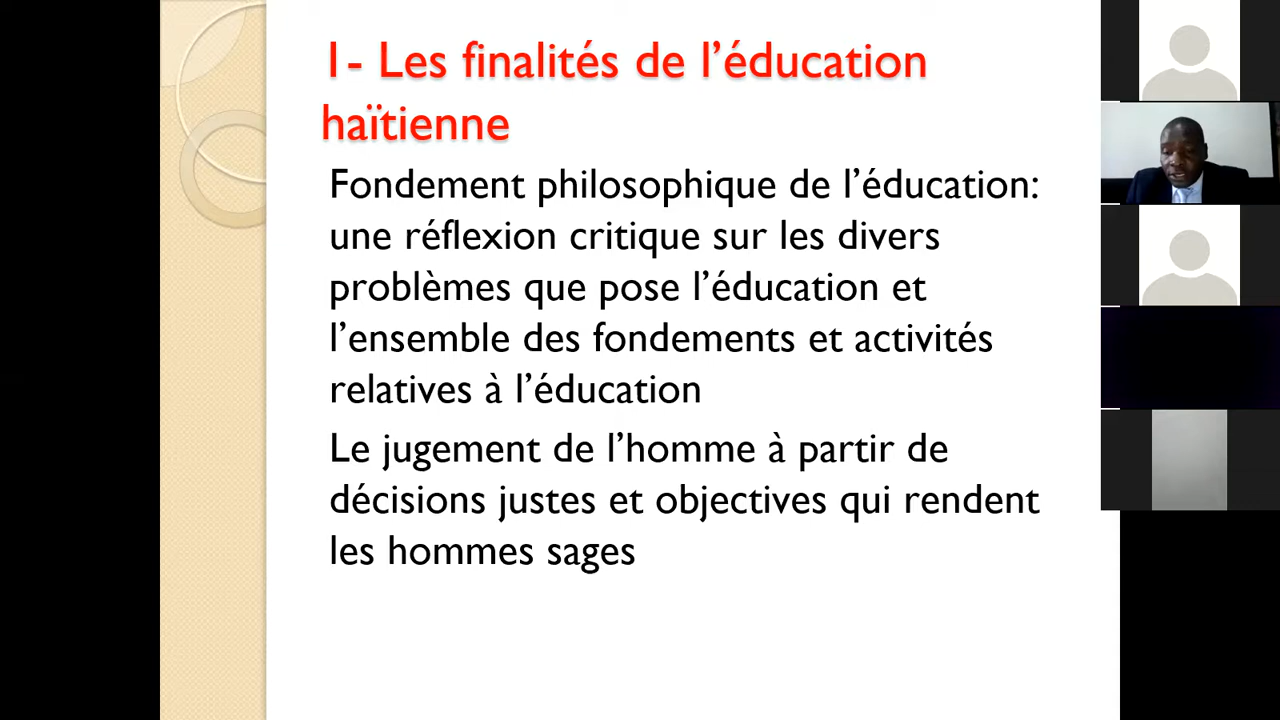 1- Les finalités de l’éducation
haïtienne
Fondement philosophique de l’éducation:
une réflexion critique sur les divers
problèmes que pose l’éducation et
l’ensemble des fondements et activités
relatives à l’éducation
Le jugement de l’homme à partir de
décisions justes et objectives qui rendent
les hommes sages